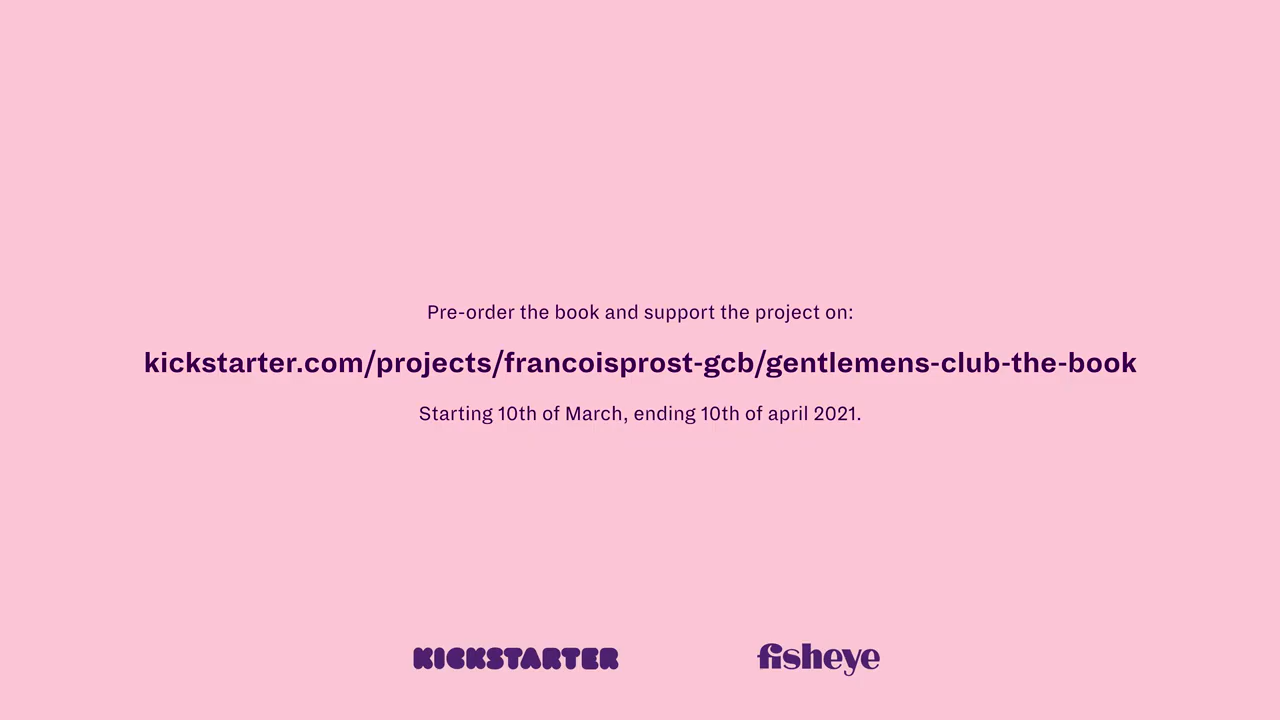 Pre-order the book and support the project on:
kickstarter.com/projects/francoisprost-gcb/gentlemens-club-the-book
Starting 10th of March, ending 10th of april 2021.
KICKSTARTER fisheye